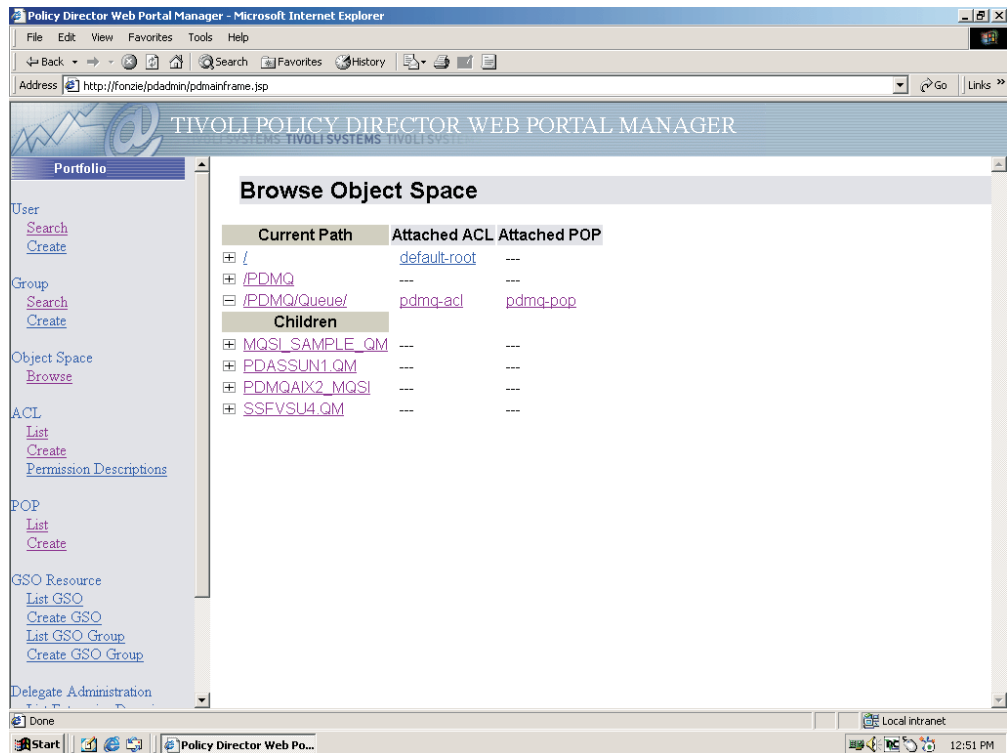 Policy Director Web Portal Manager - Microsoft Internet Explorer
File Edit View Favorites Tools Help
Back Search Favorites History
Address http://fonzie/pdadmin/pdmainframe.jsp Go Links »
TIVOLI POLICY DIRECTOR WEB PORTAL MANAGER
TIVOLI SYSTEMS TIVOLI SYSTEMS TIVOLI SYSTE
Portfolio
User
Search
Create
Group
Search
Create
Object Space
Browse
ACL
List
Create
Permission Descriptions
POP
List
Create
GSO Resource
List GSO
Create GSO
List GSO Group
Create GSO Group
Delegate Administration
Browse Object Space
Current Path Attached ACL Attached POP
/ default-root ---
/PDMQ --- ---
/PDMQ/Queue/ pdmq-acl pdmq-pop
Children
MQSI_SAMPLE_QM --- ---
PDASSUN1.QM --- ---
PDMQAIX2_MQSI --- ---
SSFVSU4.QM --- ---
Done Local intranet
Start Policy Director Web Po... 12:51 PM